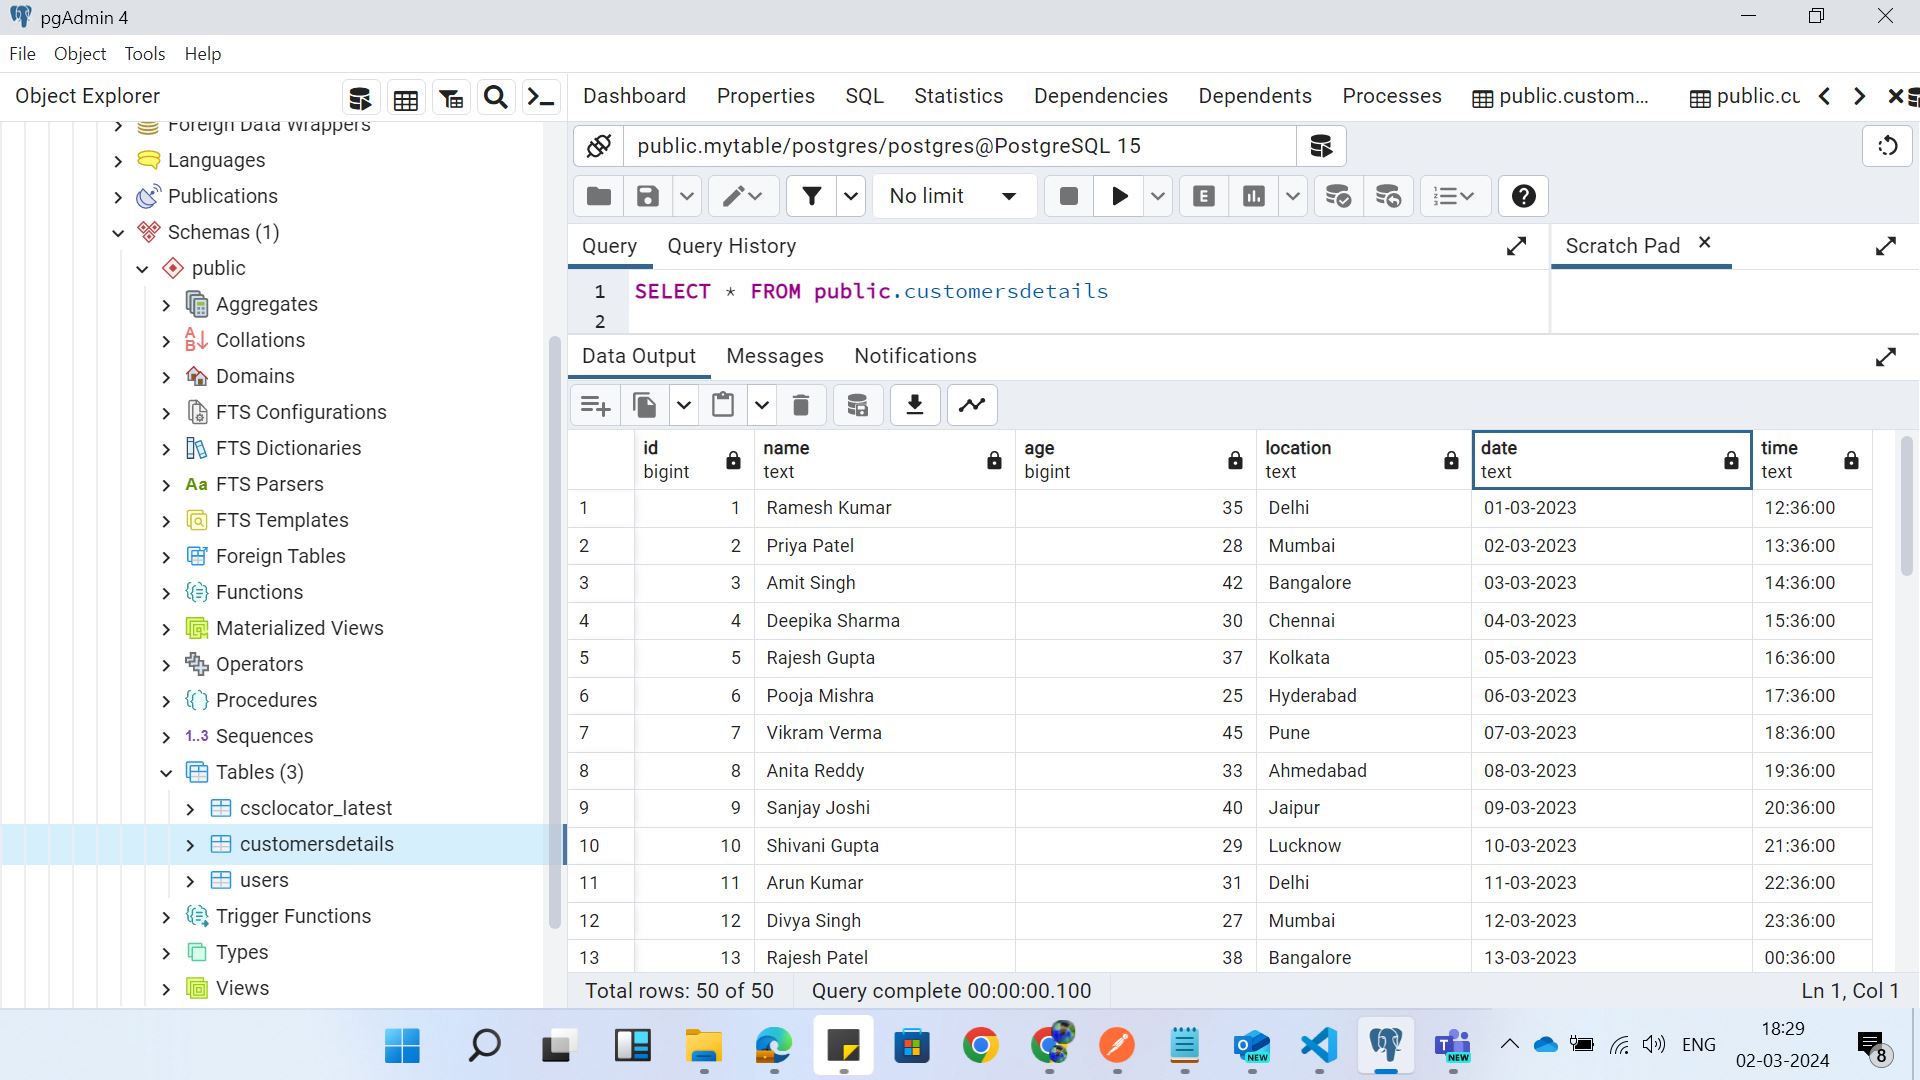 pgAdmin 4
File Object Tools Help
Object Explorer
Dashboard Properties SQL Statistics Dependencies Dependents Processes public.custom... public.cu
Foreign Data Wrappers
Languages
Publications
Schemas (1)
public
Aggregates
Collations
Domains
FTS Configurations
FTS Dictionaries
Aa FTS Parsers
FTS Templates
Foreign Tables
Functions
Materialized Views
Operators
Procedures
1..3 Sequences
Tables (3)
csclocator_latest
customersdetails
users
Trigger Functions
Types
Views
public.mytable/postgres/postgres@PostgreSQL 15
No limit E
Query Query History Scratch Pad
1 SELECT * FROM public.customersdetails
2
Data Output Messages Notifications
id name age location date time
bigint text bigint text text text
1 1 Ramesh Kumar 35 Delhi 01-03-2023 12:36:00
2 2 Priya Patel 28 Mumbai 02-03-2023 13:36:00
3 3 Amit Singh 42 Bangalore 03-03-2023 14:36:00
4 4 Deepika Sharma 30 Chennai 04-03-2023 15:36:00
5 5 Rajesh Gupta 37 Kolkata 05-03-2023 16:36:00
6 6 Pooja Mishra 25 Hyderabad 06-03-2023 17:36:00
7 7 Vikram Verma 45 Pune 07-03-2023 18:36:00
8 8 Anita Reddy 33 Ahmedabad 08-03-2023 19:36:00
9 9 Sanjay Joshi 40 Jaipur 09-03-2023 20:36:00
10 10 Shivani Gupta 29 Lucknow 10-03-2023 21:36:00
11 11 Arun Kumar 31 Delhi 11-03-2023 22:36:00
12 12 Divya Singh 27 Mumbai 12-03-2023 23:36:00
13 13 Rajesh Patel 38 Bangalore 13-03-2023 00:36:00
Total rows: 50 of 50 Query complete 00:00:00.100 Ln 1, Col 1
NEW NEW ENG 18:29
02-03-2024 8